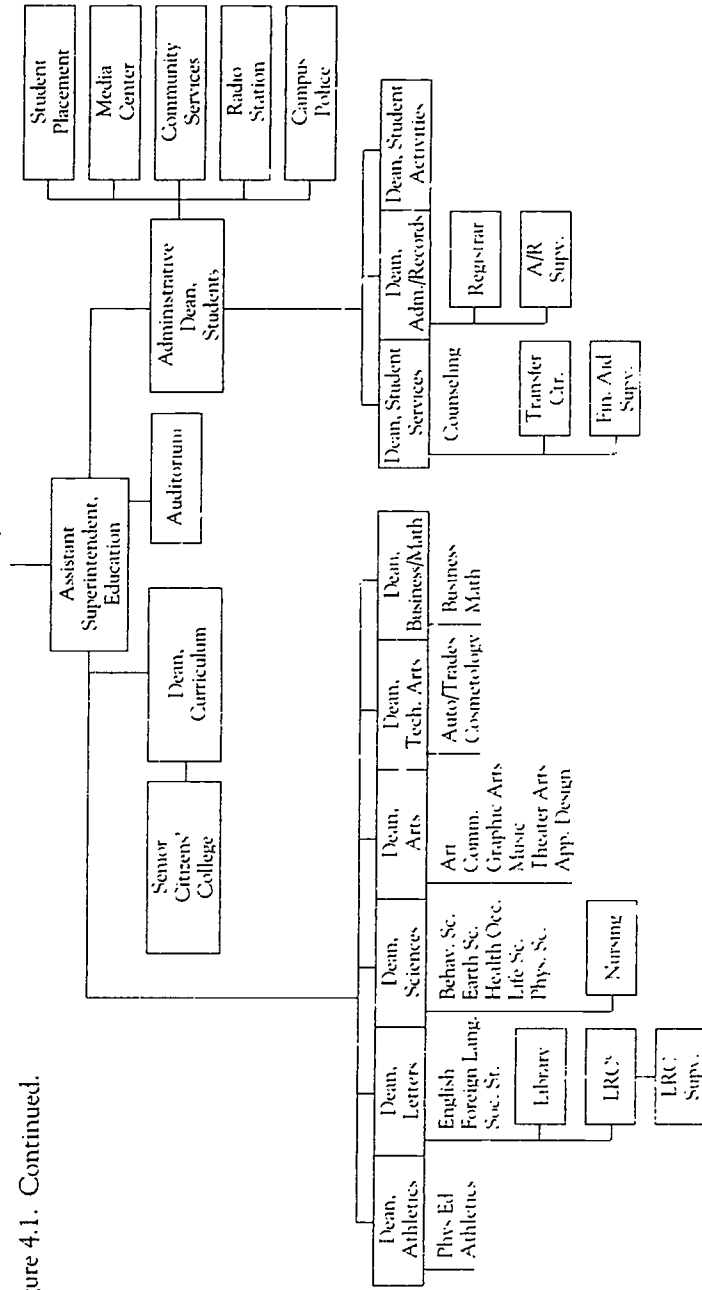 gure 4.1. Continued.
Assistant
Superintendent,
Education
Auditorium
Dean,
Curriculum
Senior
Citizens'
College
Administrative
Dean,
Students
Student
Placement
Media
Center
Community
Services
Radio
Station
Campus
Police
Dean,
Athletics
Phys Ed
Athletics
Dean,
Letters
English
Foreign Lang.
Soc. St.
Library
LRC
LRC
Supv.
Dean,
Sciences
Behav. Sc.
Earth Sc.
Health Occ.
Life Sc.
Phys. Sc.
Nursing
Dean,
Arts
Art
Comm.
Graphic Arts
Music
Theater Arts
App. Design
Dean,
Tech. Arts
Auto/Trades
Cosmetology
Dean,
Business/Math
Business
Math
Dean, Student
Services
Counseling
Transfer
Ctr.
Fin. Aid
Supv.
Dean,
Adm./Records
Registrar
A/R
Supv.
Dean, Student
Activities